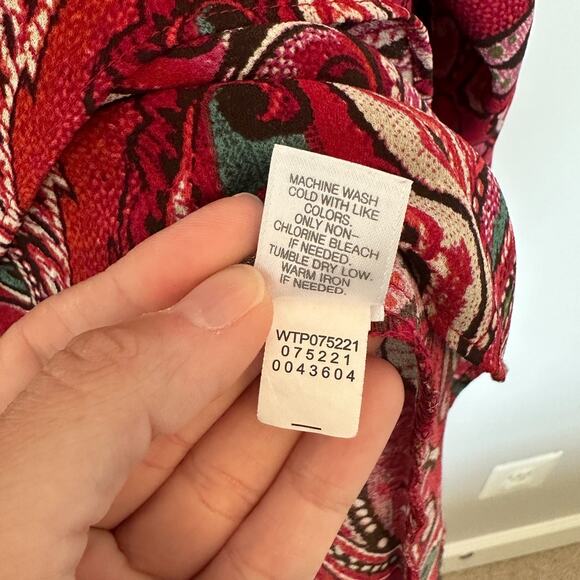 MACHINE WASH
COLD WITH LIKE
COLORS.
ONLY NON-
CHLORINE BLEACH
IF NEEDED.
TUMBLE DRY LOW.
WARM IRON
IF NEEDED.
WTP075221
075221
0043604